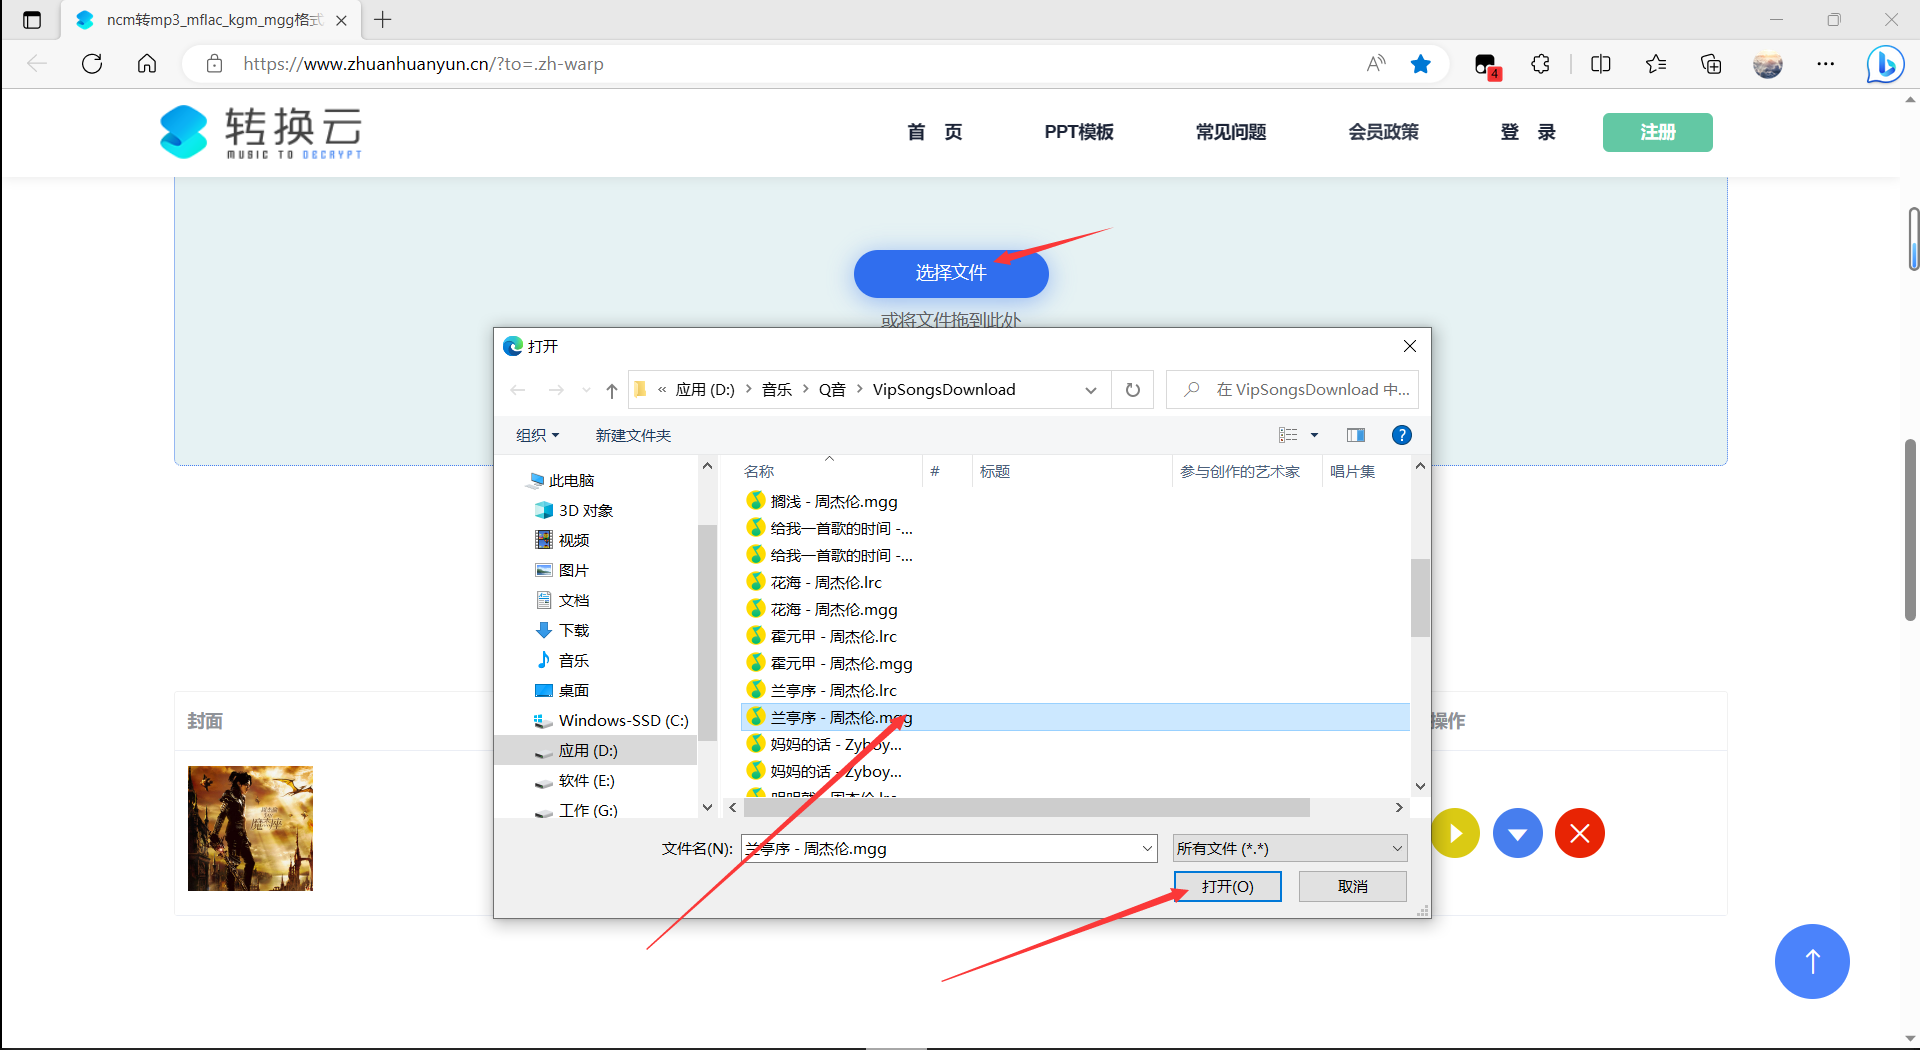 ncm转mp3_mflac_kgm_mgg格式
https://www.zhuanhuanyun.cn/?to=.zh-warp
4
转换云
MUSIC TO DECRYPT
首 页
PPT模板
常见问题
会员政策
登 录
注册
选择文件
或将文件拖到此处
打开
« 应用 (D:) › 音乐 › Q音 › VipSongsDownload
在 VipSongsDownload 中...
组织
新建文件夹
?
此电脑
3D 对象
视频
图片
文档
下载
音乐
桌面
Windows-SSD (C:)
应用 (D:)
软件 (E:)
工作 (G:)
名称
#
标题
参与创作的艺术家
唱片集
搁浅 - 周杰伦.mgg
给我一首歌的时间 -...
给我一首歌的时间 -...
花海 - 周杰伦.lrc
花海 - 周杰伦.mgg
霍元甲 - 周杰伦.lrc
霍元甲 - 周杰伦.mgg
兰亭序 - 周杰伦.lrc
兰亭序 - 周杰伦.mgg
妈妈的话 - Zyboy...
妈妈的话 - Zyboy...
文件名(N):
兰亭序 - 周杰伦.mgg
所有文件 (*.*)
打开(O)
取消
封面
操作